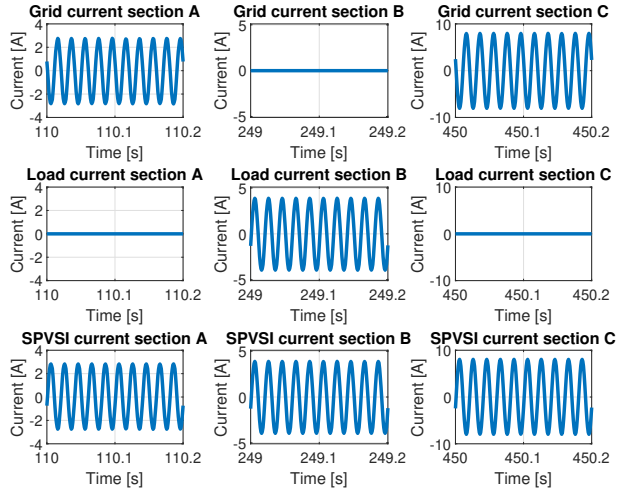 Grid current section A
Grid current section B
Grid current section C
Current [A]
4
2
0
-2
-4
110
110.1
110.2
Time [s]
Current [A]
5
0
-5
249
249.1
249.2
Time [s]
Current [A]
10
0
-10
450
450.1
450.2
Time [s]
Load current section A
Load current section B
Load current section C
Current [A]
4
2
0
-2
-4
110
110.1
110.2
Time [s]
Current [A]
5
0
-5
249
249.1
249.2
Time [s]
Current [A]
10
0
-10
450
450.1
450.2
Time [s]
SPVSI current section A
SPVSI current section B
SPVSI current section C
Current [A]
4
2
0
-2
-4
110
110.1
110.2
Time [s]
Current [A]
5
0
-5
249
249.1
249.2
Time [s]
Current [A]
10
0
-10
450
450.1
450.2
Time [s]